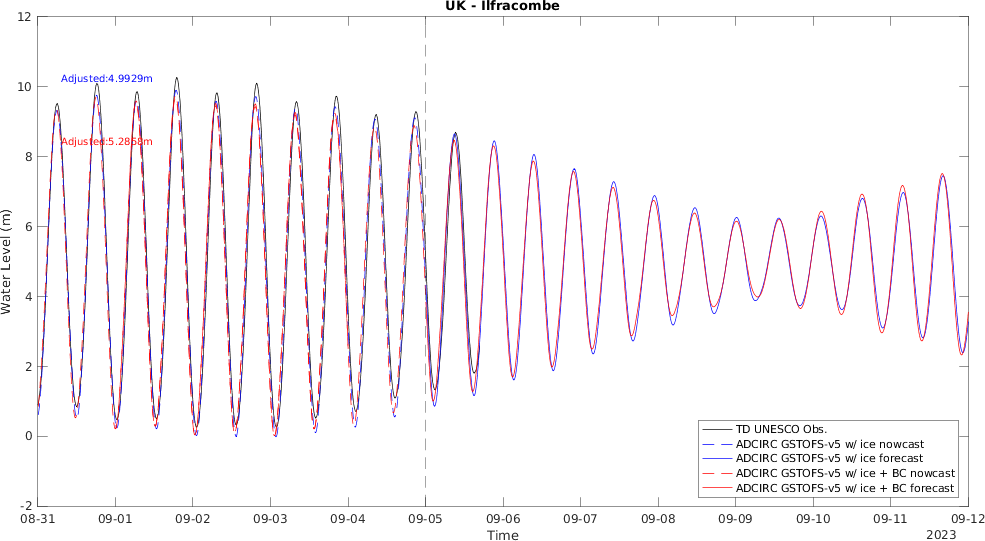 UK - Ilfracombe
12
10
8
6
4
2
0
-2
Water Level (m)
Adjusted:4.9929m
Adjusted:5.2868m
TD UNESCO Obs.
ADCIRC GSTOFS-v5 w/ ice nowcast
ADCIRC GSTOFS-v5 w/ ice forecast
ADCIRC GSTOFS-v5 w/ ice + BC nowcast
ADCIRC GSTOFS-v5 w/ ice + BC forecast
08-31 09-01 09-02 09-03 09-04 09-05 09-06 09-07 09-08 09-09 09-10 09-11 09-12
Time
2023